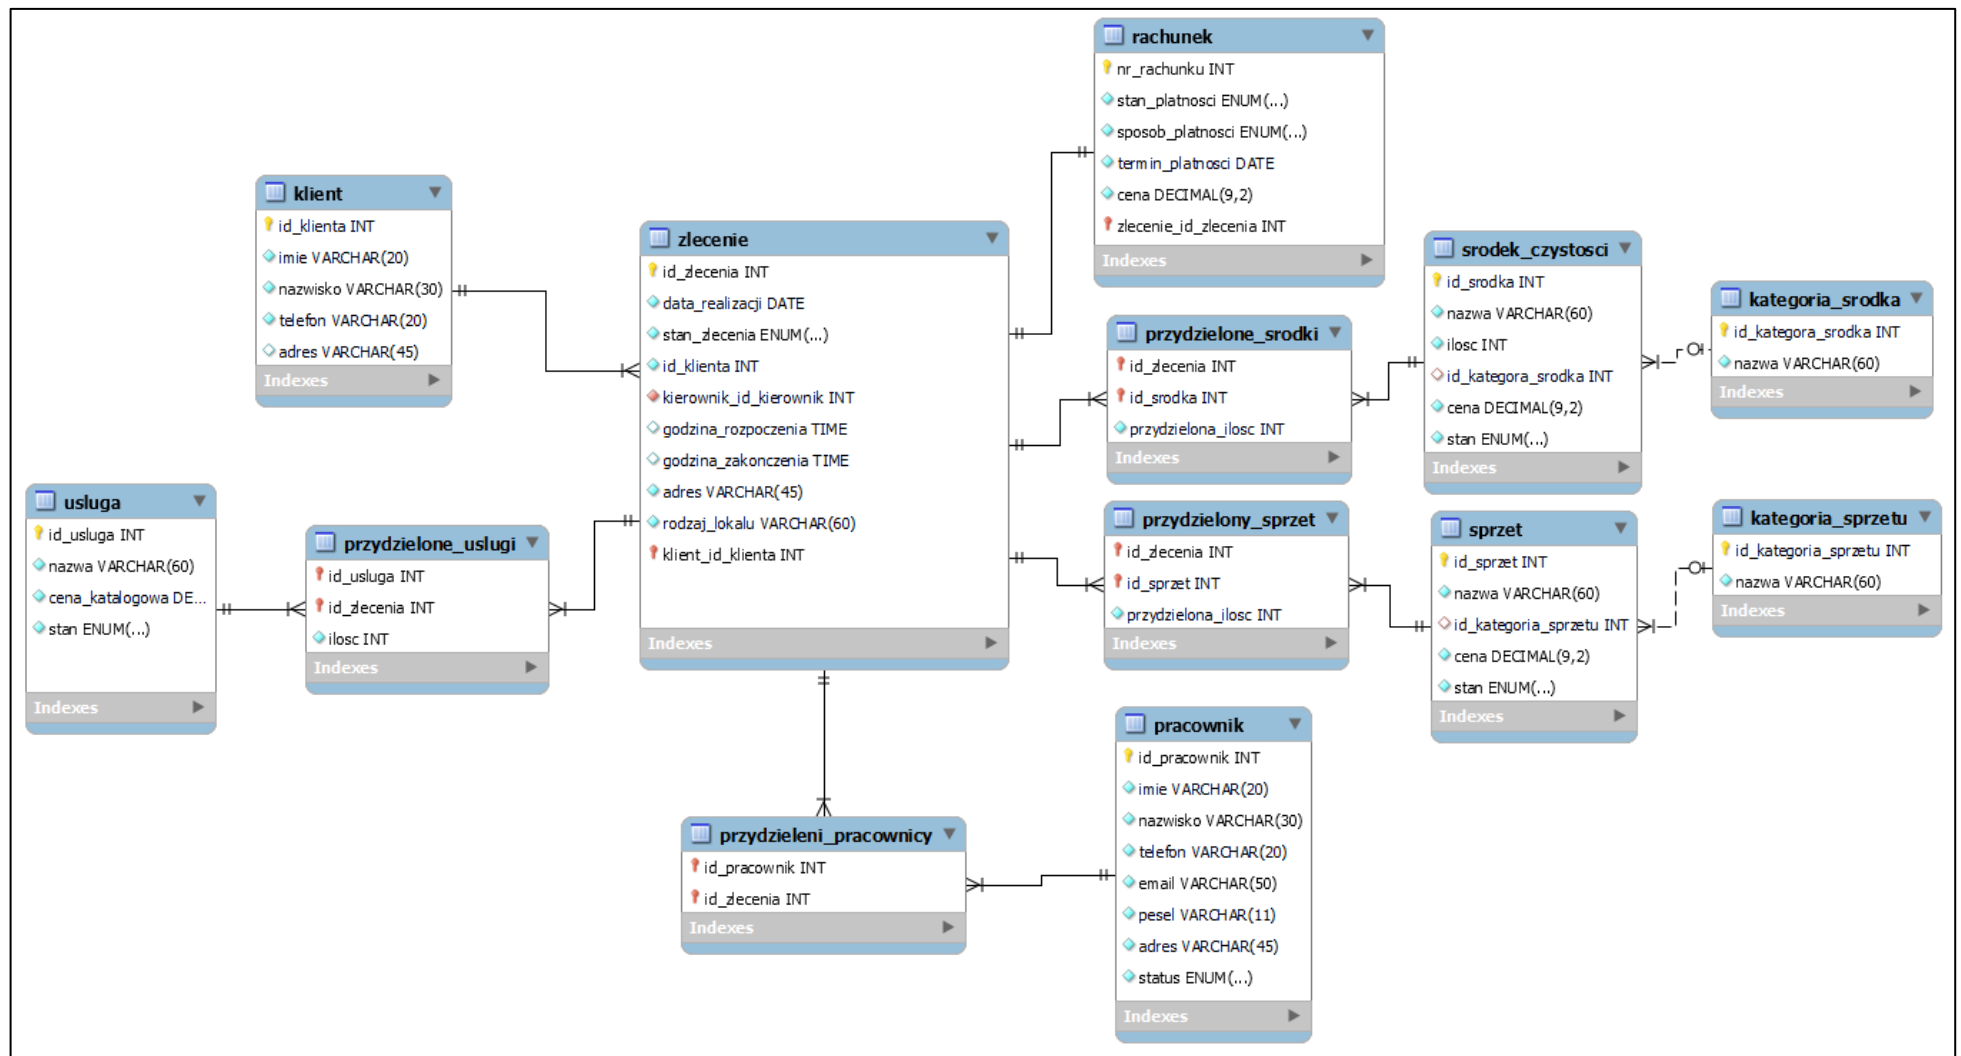 rachunek
nr_rachunku INT
stan_platnosci ENUM(...)
sposob_platnosci ENUM(...)
termin_platnosci DATE
cena DECIMAL(9,2)
zlecenie_id_zlecenia INT
Indexes
klient
id_klienta INT
imie VARCHAR(20)
nazwisko VARCHAR(30)
telefon VARCHAR(20)
adres VARCHAR(45)
Indexes
zlecenie
id_zlecenia INT
data_realizacji DATE
stan_zlecenia ENUM(...)
id_klienta INT
kierownik_id_kierownik INT
godzina_rozpoczenia TIME
godzina_zakonczenia TIME
adres VARCHAR(45)
rodzaj_lokalu VARCHAR(60)
klient_id_klienta INT
Indexes
srodek_czystosci
id_srodka INT
nazwa VARCHAR(60)
ilosc INT
id_kategora_srodka INT
cena DECIMAL(9,2)
stan ENUM(...)
Indexes
kategoria_srodka
id_kategora_srodka INT
nazwa VARCHAR(60)
Indexes
przydzielone_srodki
id_zlecenia INT
id_srodka INT
przydzielona_ilosc INT
Indexes
usluga
id_usluga INT
nazwa VARCHAR(60)
cena_katalogowa DE...
stan ENUM(...)
Indexes
przydzielone_uslugi
id_usluga INT
id_zlecenia INT
ilosc INT
Indexes
przydzielony_sprzet
id_zlecenia INT
id_sprzet INT
przydzielona_ilosc INT
Indexes
sprzet
id_sprzet INT
nazwa VARCHAR(60)
id_kategoria_sprzetu INT
cena DECIMAL(9,2)
stan ENUM(...)
Indexes
kategoria_sprzetu
id_kategoria_sprzetu INT
nazwa VARCHAR(60)
Indexes
pracownik
id_pracownik INT
imie VARCHAR(20)
nazwisko VARCHAR(30)
telefon VARCHAR(20)
email VARCHAR(50)
pesel VARCHAR(11)
adres VARCHAR(45)
status ENUM(...)
Indexes
przydzieleni_pracownicy
id_pracownik INT
id_zlecenia INT
Indexes